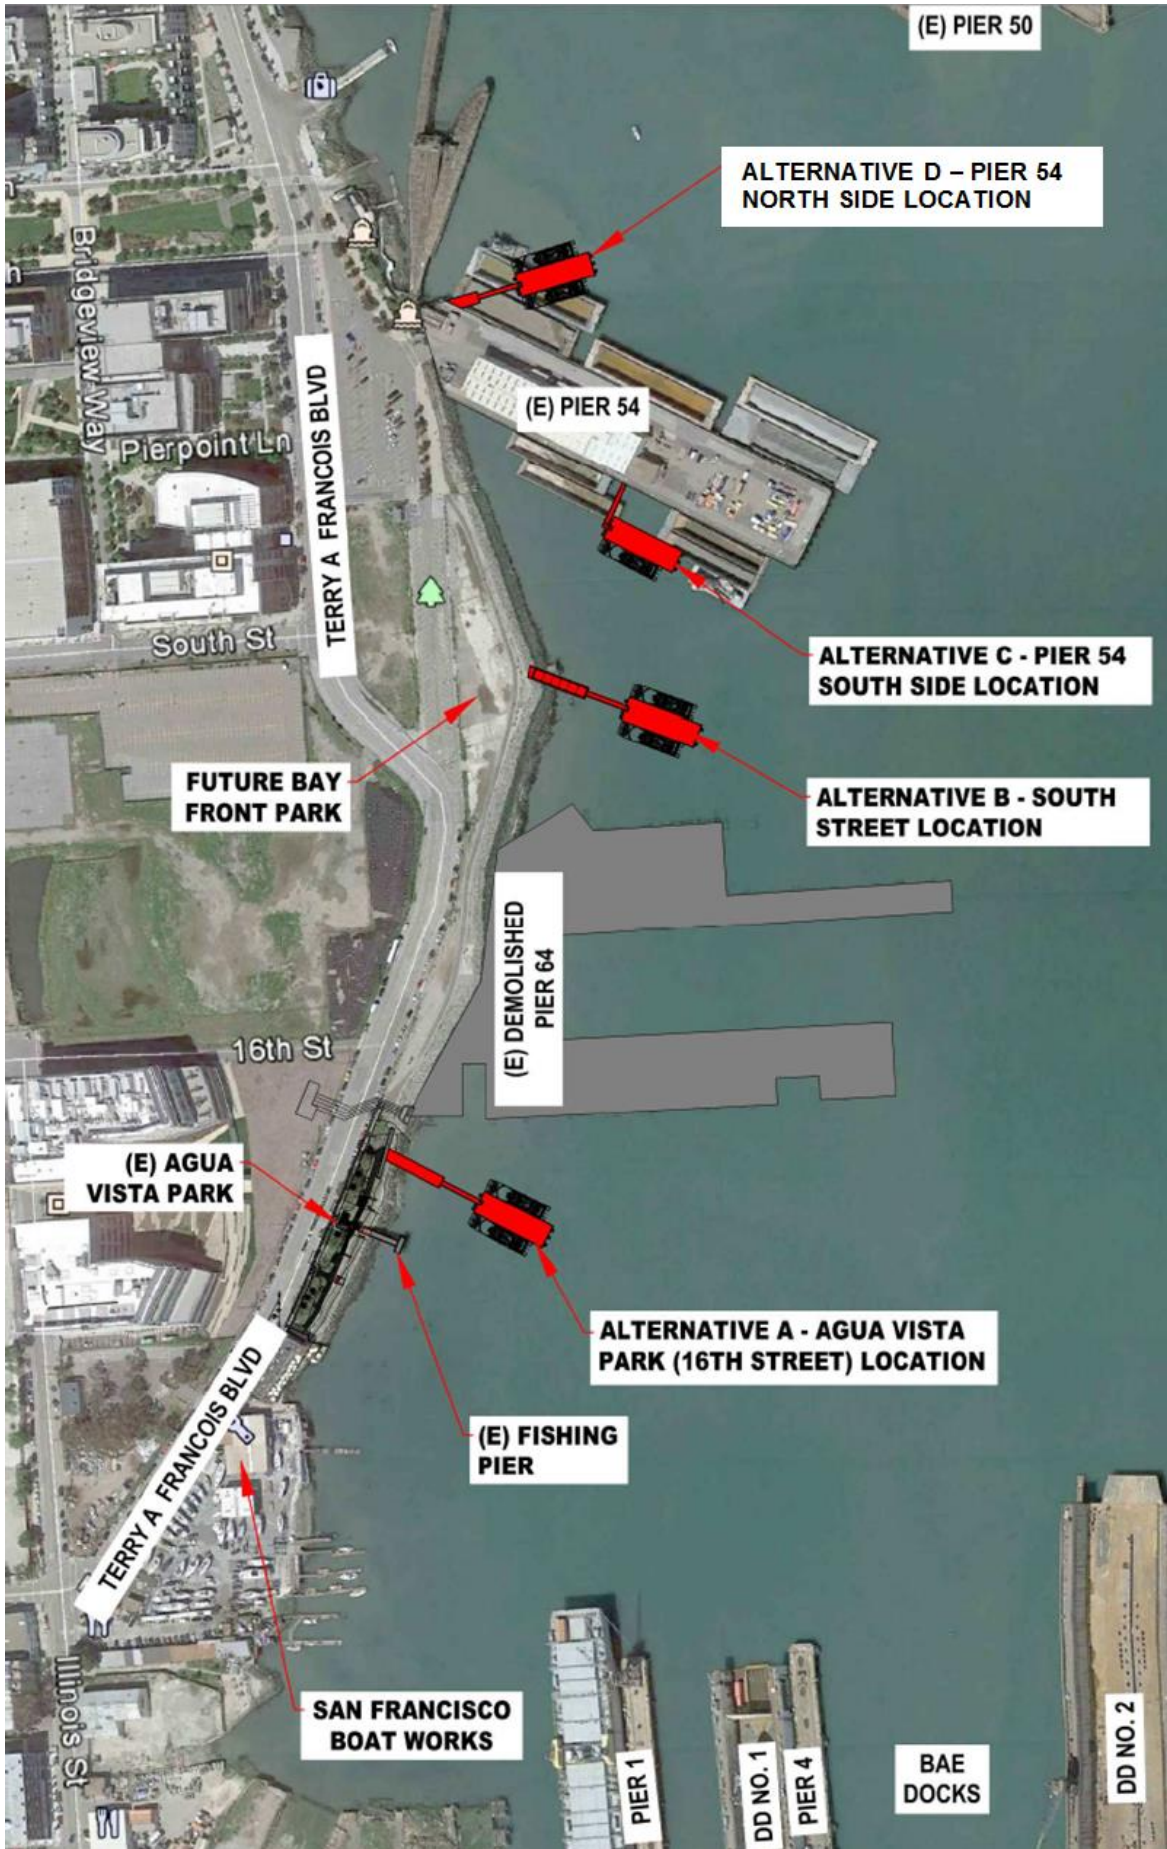 (E) PIER 50
ALTERNATIVE D – PIER 54
NORTH SIDE LOCATION
Bridgeview Way
TERRY A FRANCOIS BLVD
(E) PIER 54
Pierpoint Ln
South St
ALTERNATIVE C - PIER 54
SOUTH SIDE LOCATION
FUTURE BAY
FRONT PARK
ALTERNATIVE B - SOUTH
STREET LOCATION
(E) DEMOLISHED
PIER 64
16th St
(E) AGUA
VISTA PARK
ALTERNATIVE A - AGUA VISTA
PARK (16TH STREET) LOCATION
(E) FISHING
PIER
TERRY A FRANCOIS BLVD
Illinois St
SAN FRANCISCO
BOAT WORKS
PIER 1
DD NO. 1
PIER 4
BAE
DOCKS
DD NO. 2